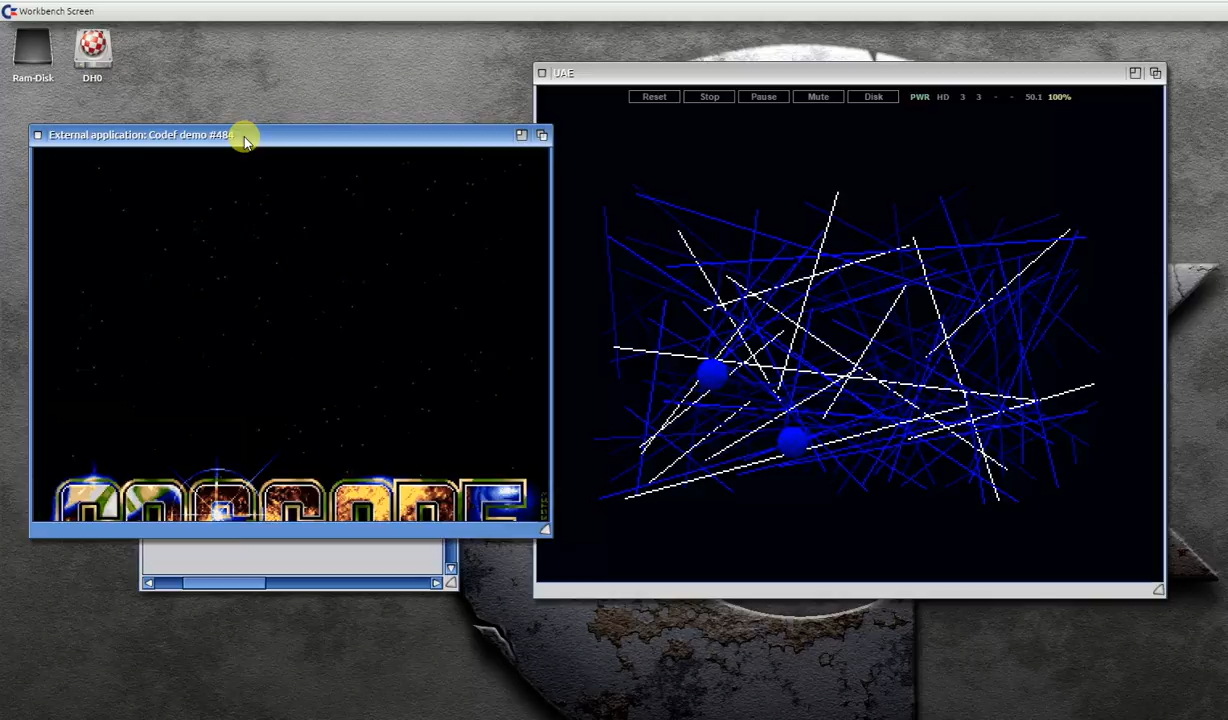 Workbench Screen
Ram-Disk
DH0
UAE
Reset Stop Pause Mute Disk PWR HD 3 3 - - 50.1 100%
External application: Codef demo #484